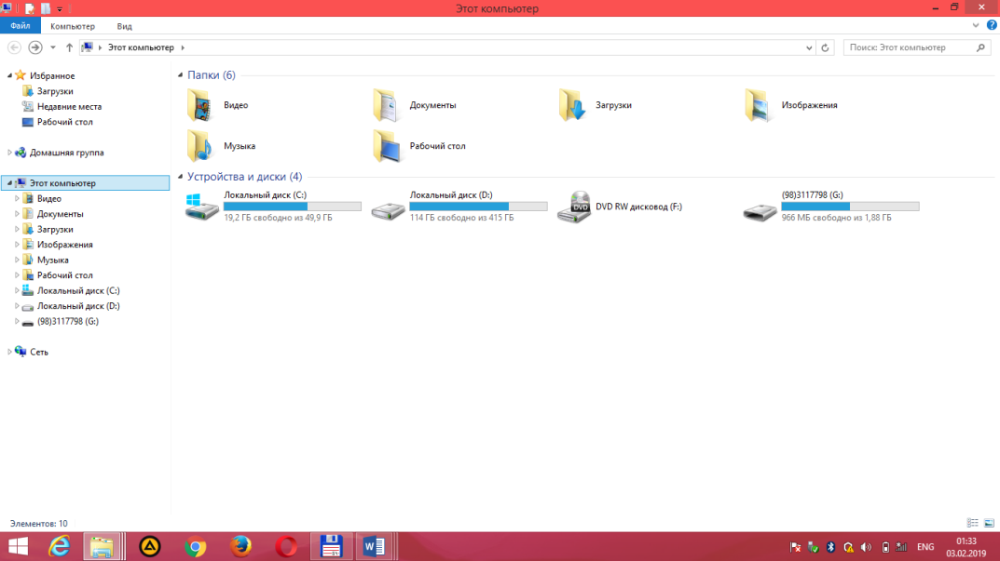 Этот компьютер
Файл
Компьютер
Вид
Этот компьютер
Поиск: Этот компьютер
Избранное
Загрузки
Недавние места
Рабочий стол
Домашняя группа
Этот компьютер
Видео
Документы
Загрузки
Изображения
Музыка
Рабочий стол
Локальный диск (C:)
Локальный диск (D:)
(98)3117798 (G:)
Сеть
Папки (6)
Видео
Документы
Загрузки
Изображения
Музыка
Рабочий стол
Устройства и диски (4)
Локальный диск (C:)
19,2 ГБ свободно из 49,9 ГБ
Локальный диск (D:)
114 ГБ свободно из 415 ГБ
DVD
DVD RW дисковод (F:)
(98)3117798 (G:)
966 МБ свободно из 1,88 ГБ
Элементов: 10
ENG
01:33
03.02.2019